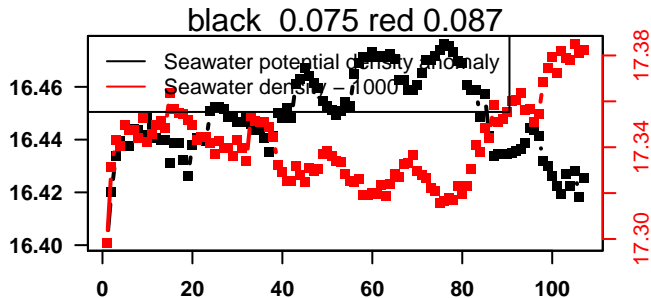 black  0.075 red 0.087
Seawater potential density anomaly
Seawater density – 1000
16.46
16.44
16.42
16.40
17.38
17.34
17.30
0 20 40 60 80 100